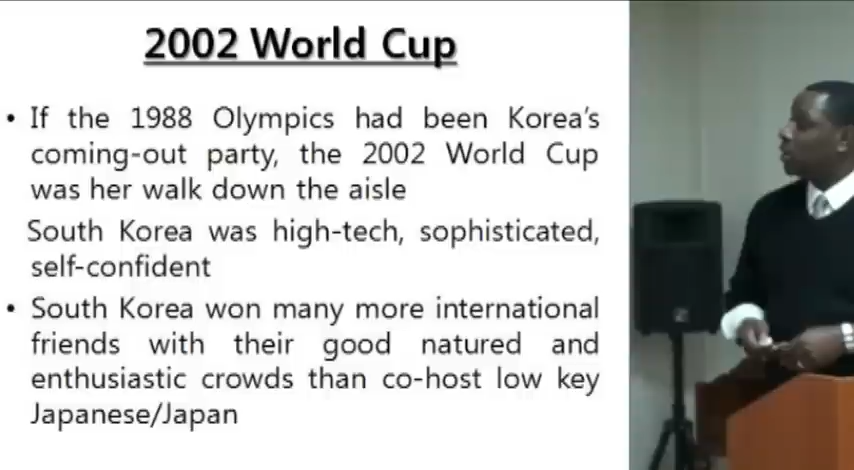 2002 World Cup
• If the 1988 Olympics had been Korea's
coming-out party, the 2002 World Cup
was her walk down the aisle
South Korea was high-tech, sophisticated,
self-confident
• South Korea won many more international
friends with their good natured and
enthusiastic crowds than co-host low key
Japanese/Japan